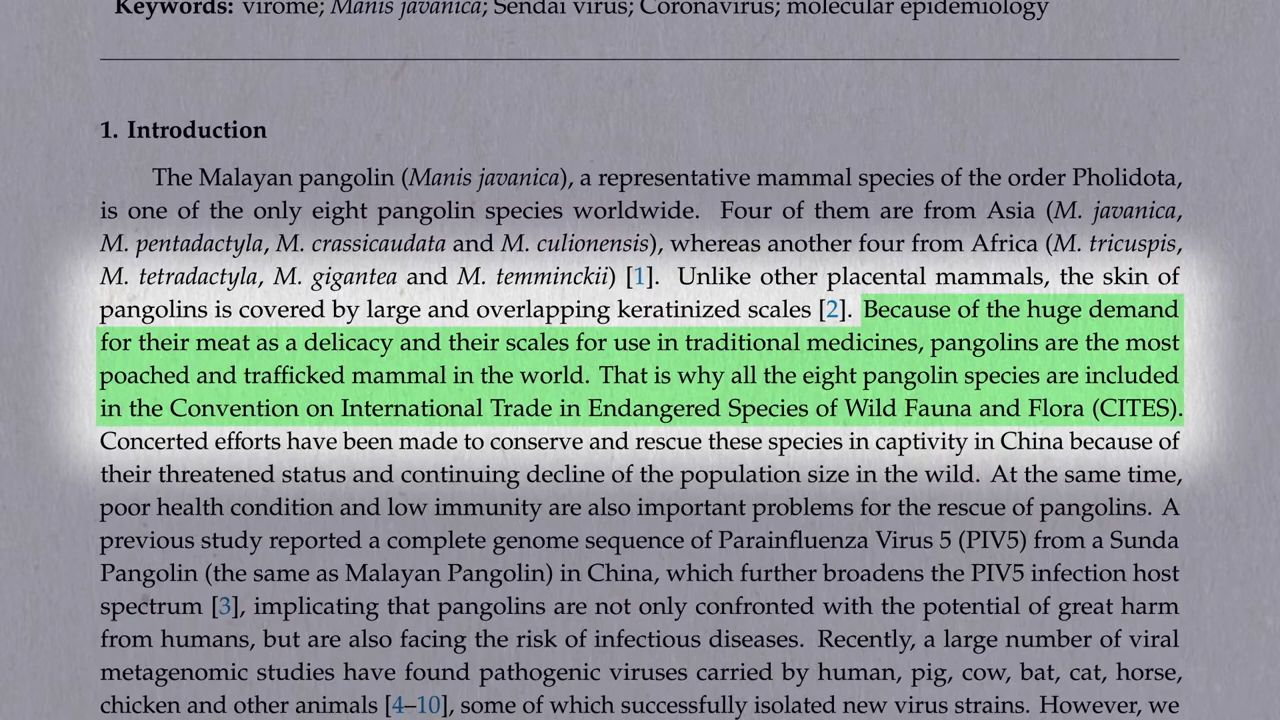 Keywords: virome; Manis javanica; Sendai virus; Coronavirus; molecular epidemiology
1. Introduction
The Malayan pangolin (Manis javanica), a representative mammal species of the order Pholidota,
is one of the only eight pangolin species worldwide. Four of them are from Asia (M. javanica,
M. pentadactyla, M. crassicaudata and M. culionensis), whereas another four from Africa (M. tricuspis,
M. tetradactyla, M. gigantea and M. temminckii) [1]. Unlike other placental mammals, the skin of
pangolins is covered by large and overlapping keratinized scales [2]. Because of the huge demand
for their meat as a delicacy and their scales for use in traditional medicines, pangolins are the most
poached and trafficked mammal in the world. That is why all the eight pangolin species are included
in the Convention on International Trade in Endangered Species of Wild Fauna and Flora (CITES).
Concerted efforts have been made to conserve and rescue these species in captivity in China because of
their threatened status and continuing decline of the population size in the wild. At the same time,
poor health condition and low immunity are also important problems for the rescue of pangolins. A
previous study reported a complete genome sequence of Parainfluenza Virus 5 (PIV5) from a Sunda
Pangolin (the same as Malayan Pangolin) in China, which further broadens the PIV5 infection host
spectrum [3], implicating that pangolins are not only confronted with the potential of great harm
from humans, but are also facing the risk of infectious diseases. Recently, a large number of viral
metagenomic studies have found pathogenic viruses carried by human, pig, cow, bat, cat, horse,
chicken and other animals [4–10], some of which successfully isolated new virus strains. However, we